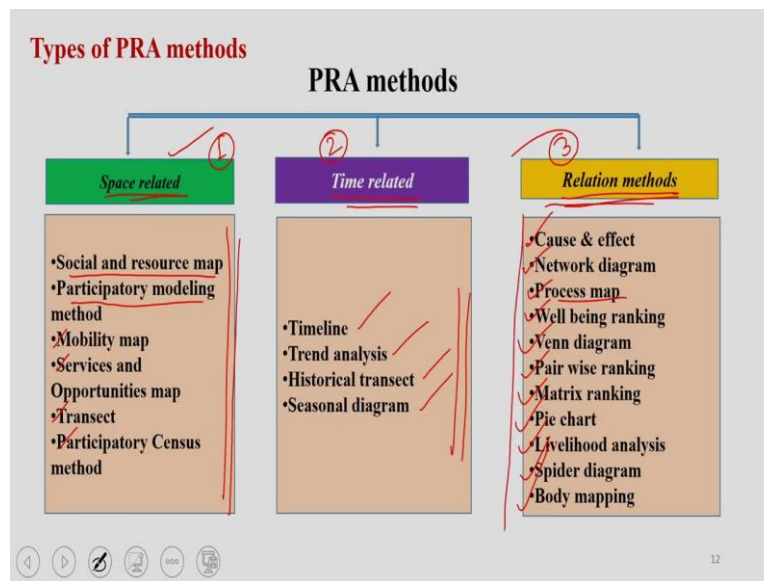 Types of PRA methods
PRA methods
1
2
3
Space related
Time related
Relation methods
•Social and resource map
•Participatory modeling
method
•Mobility map
•Services and
Opportunities map
•Transect
•Participatory Census
method
•Timeline
•Trend analysis
•Historical transect
•Seasonal diagram
•Cause & effect
•Network diagram
•Process map
•Well being ranking
•Venn diagram
•Pair wise ranking
•Matrix ranking
•Pie chart
•Livelihood analysis
•Spider diagram
•Body mapping
12